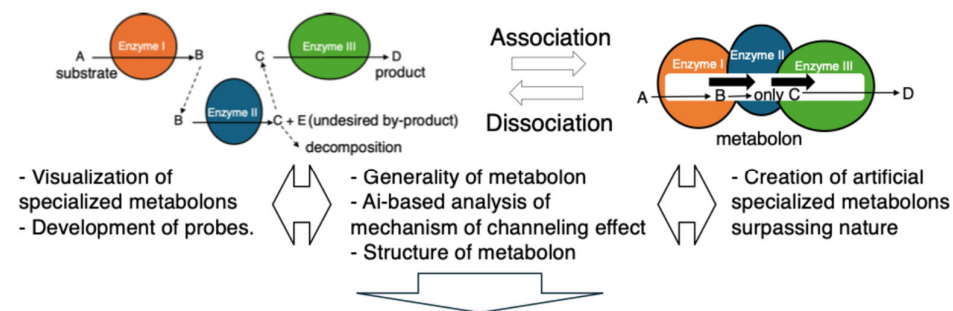 A
substrate
Enzyme I
B
C
Enzyme III
D
product
B
Enzyme II
C + E (undesired by-product)
decomposition
Association
Dissociation
Enzyme I
Enzyme II
Enzyme III
A
B
only C
D
metabolon
- Visualization of
specialized metabolons
- Development of probes.
- Generality of metabolon
- Ai-based analysis of
mechanism of channeling effect
- Structure of metabolon
- Creation of artificial
specialized metabolons
surpassing nature